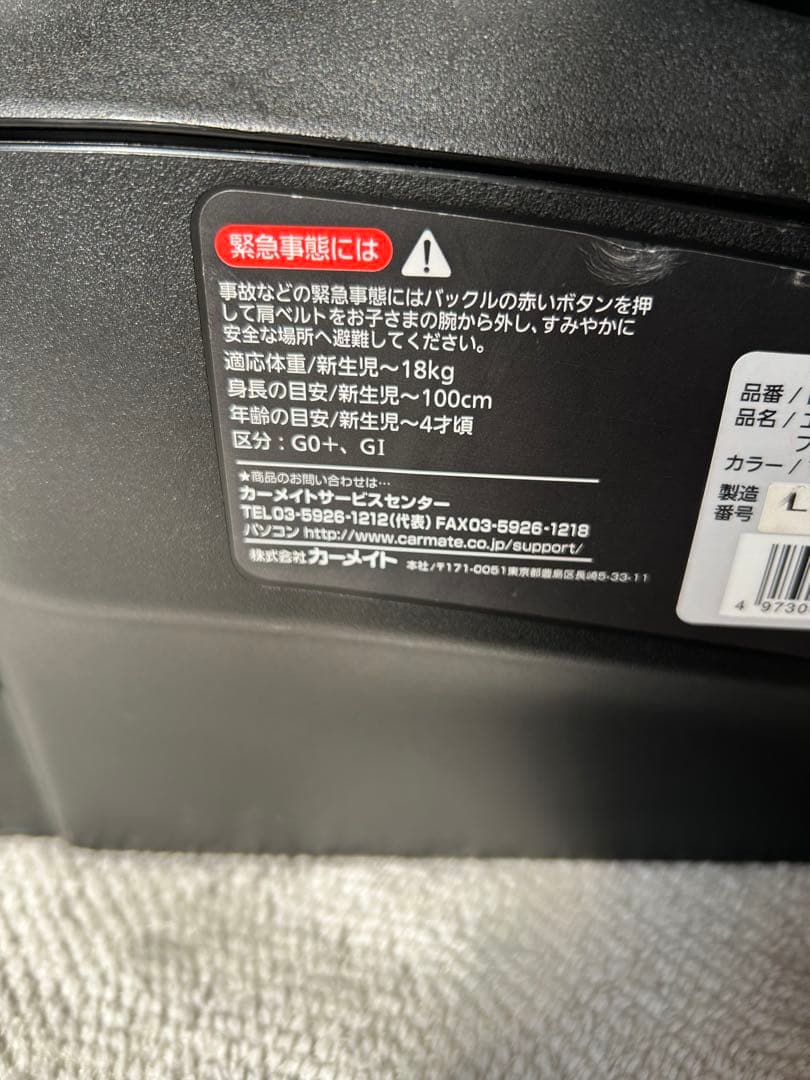 緊急事態には
事故などの緊急事態にはバックルの赤いボタンを押
して肩ベルトをお子さまの腕から外し、すみやかに
安全な場所へ避難してください。
適応体重/新生児〜18kg
身長の目安/新生児〜100cm
年齢の目安/新生児〜4才頃
区分：G0＋、GI
★商品のお問い合わせは…
カーメイトサービスセンター
TEL03-5926-1212(代表) FAX03-5926-1218
パソコン http://www.carmate.co.jp/support/
株式会社カーメイト 本社/〒171-0051東京都豊島区長崎5-33-11
品番 /
品名 / エ
カラー /
製造
番号
4 9730